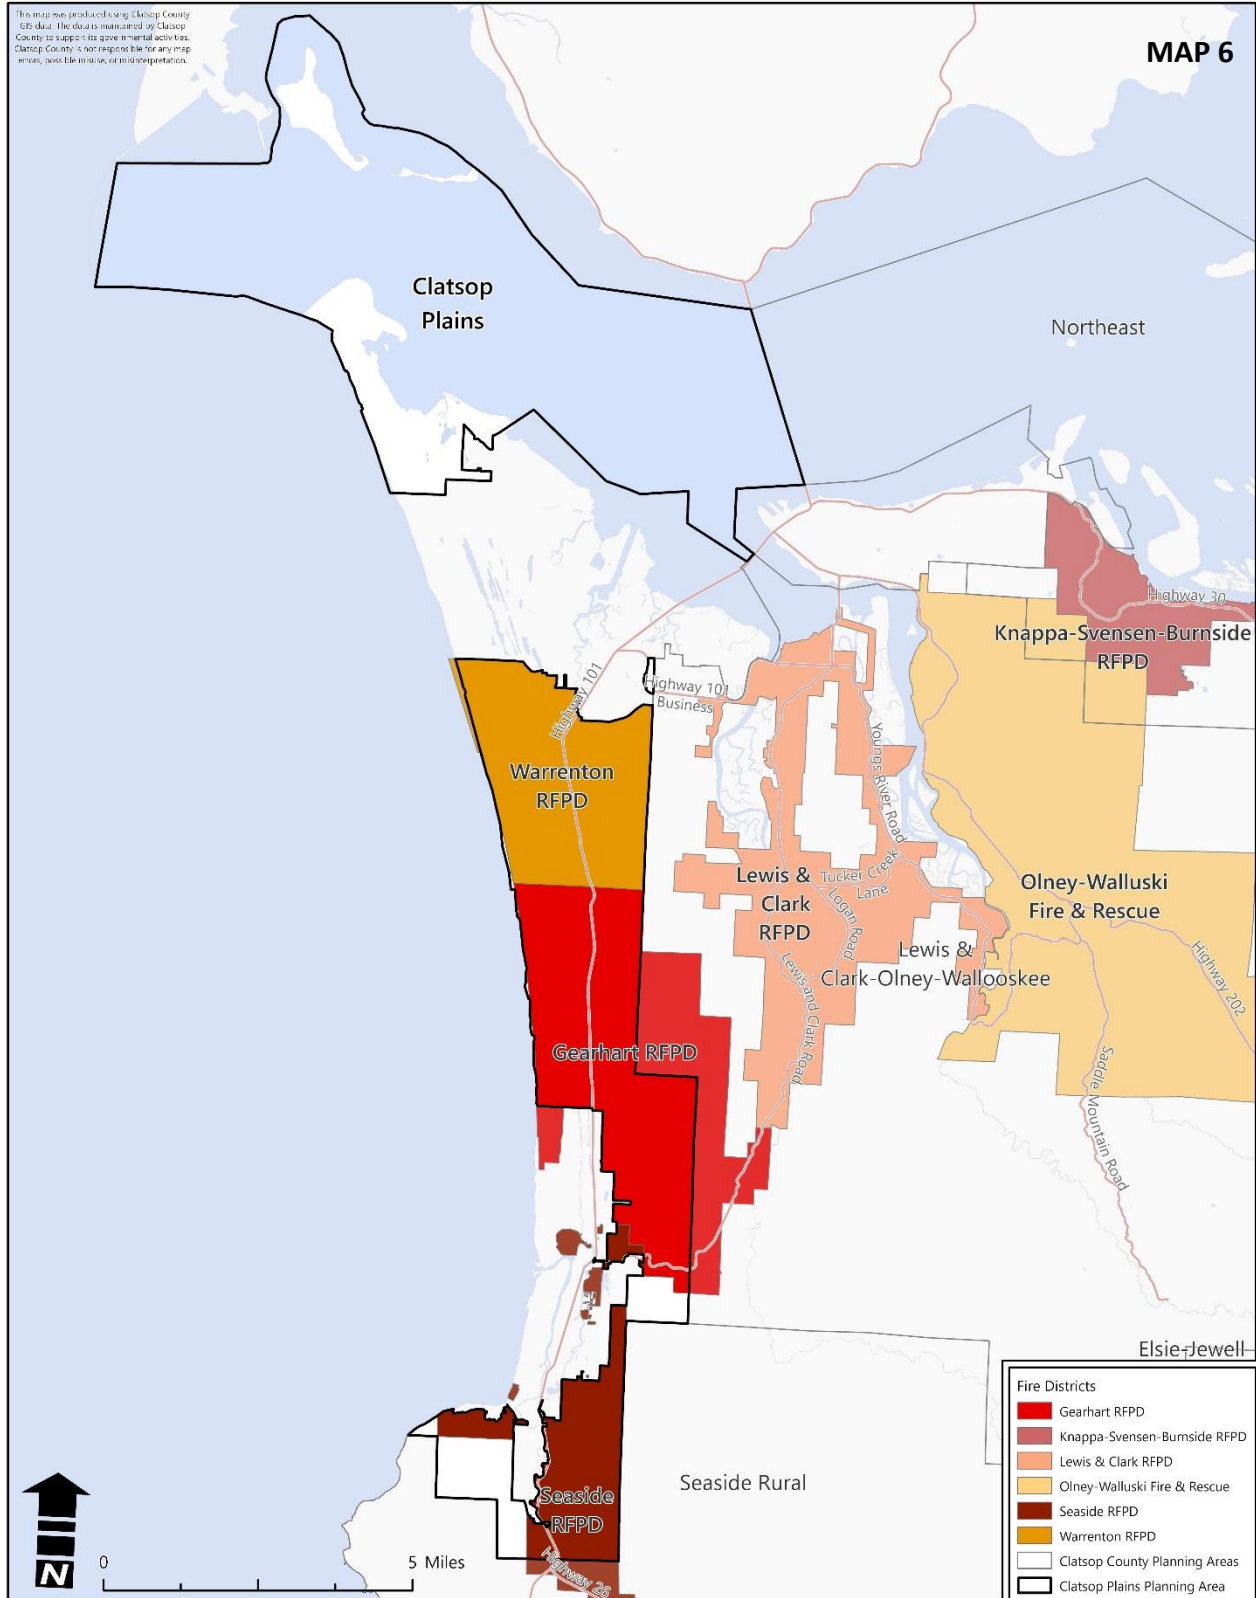 This map was produced using Clatsop County
GIS data. The data is maintained by Clatsop
County to support its governmental activities.
Clatsop County is not responsible for any map
errors, possible misuse, or misinterpretation.
MAP 6
Clatsop
Plains
Northeast
Highway 30
Knappa-Svensen-Burnside
RFPD
Highway 101
Highway 101
Business
Warrenton
RFPD
Youngs River Road
Lewis &
Clark
RFPD
Tucker Creek
Lane
Logan Road
Olney-Walluski
Fire & Rescue
Lewis &
Clark-Olney-Wallooskee
Highway 202
Lewis and Clark Road
Gearhart RFPD
Saddle Mountain Road
Elsie-Jewell
Seaside Rural
Seaside
RFPD
Highway 26
N
0
5 Miles
Fire Districts
Gearhart RFPD
Knappa-Svensen-Burnside RFPD
Lewis & Clark RFPD
Olney-Walluski Fire & Rescue
Seaside RFPD
Warrenton RFPD
Clatsop County Planning Areas
Clatsop Plains Planning Area